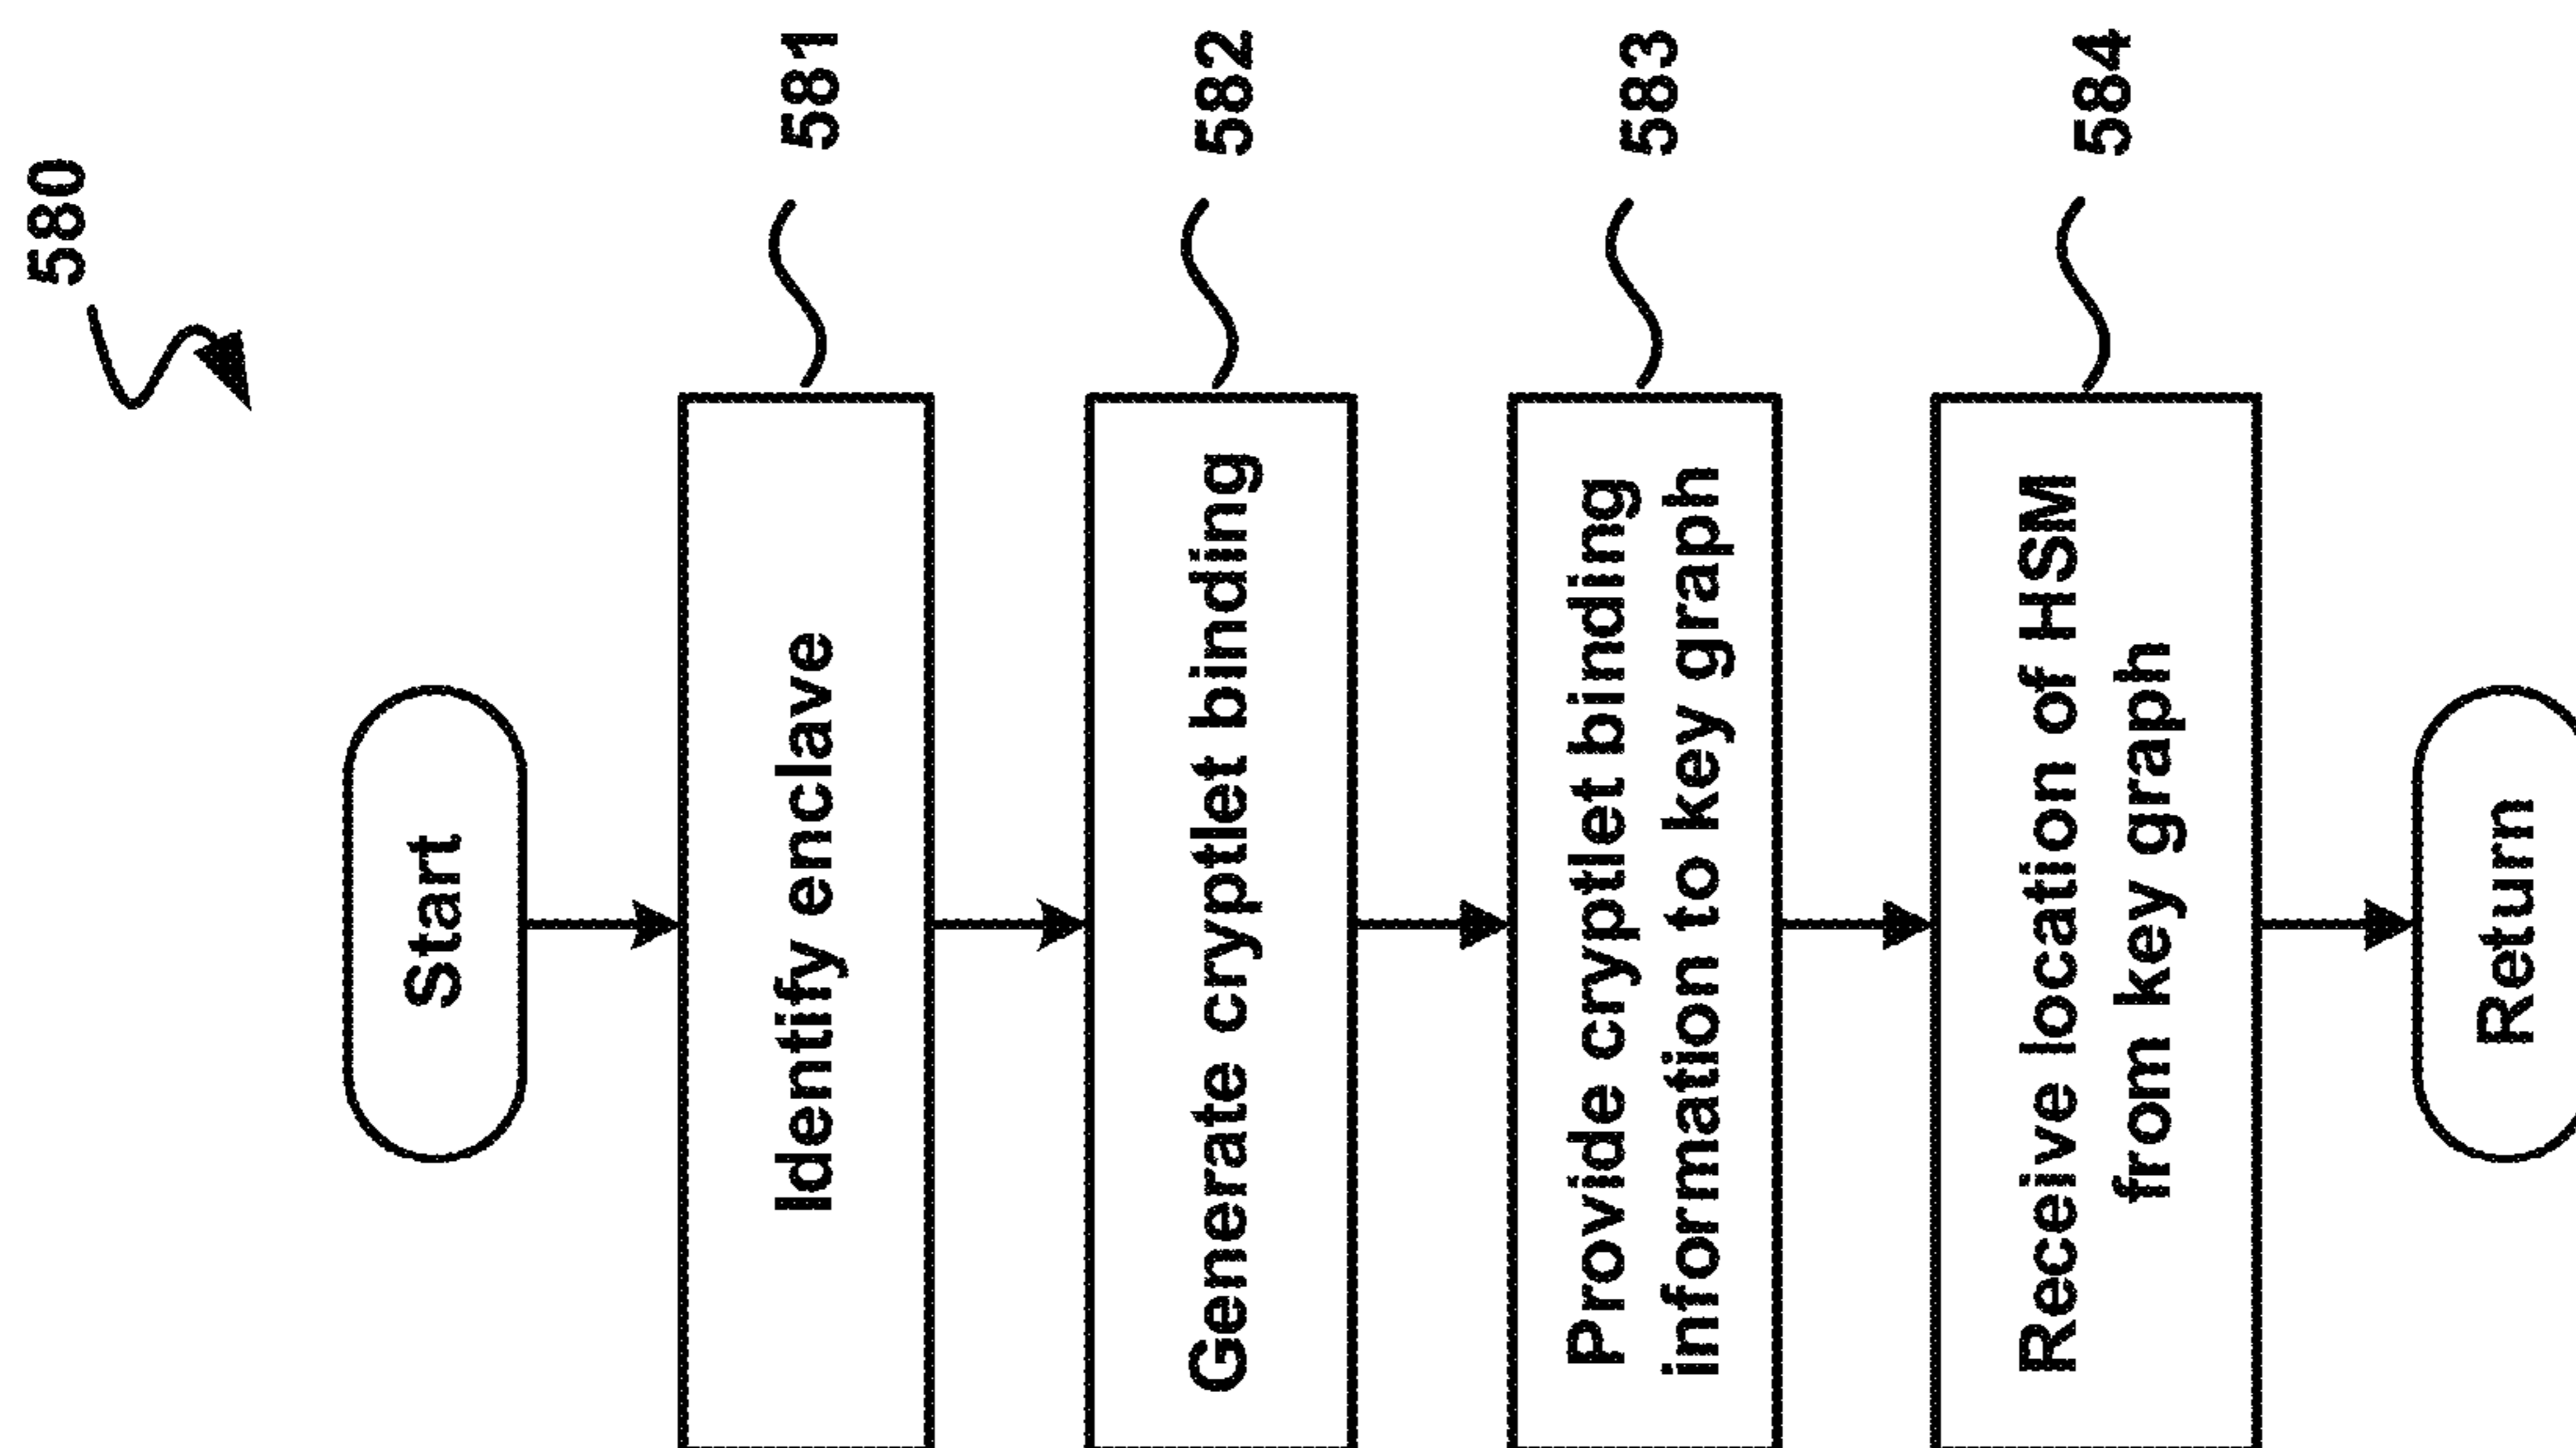 580
Start
Identify enclave
581
Generate cryptlet binding
582
Provide cryptlet binding
information to key graph
583
Receive location of HSM
from key graph
584
Return